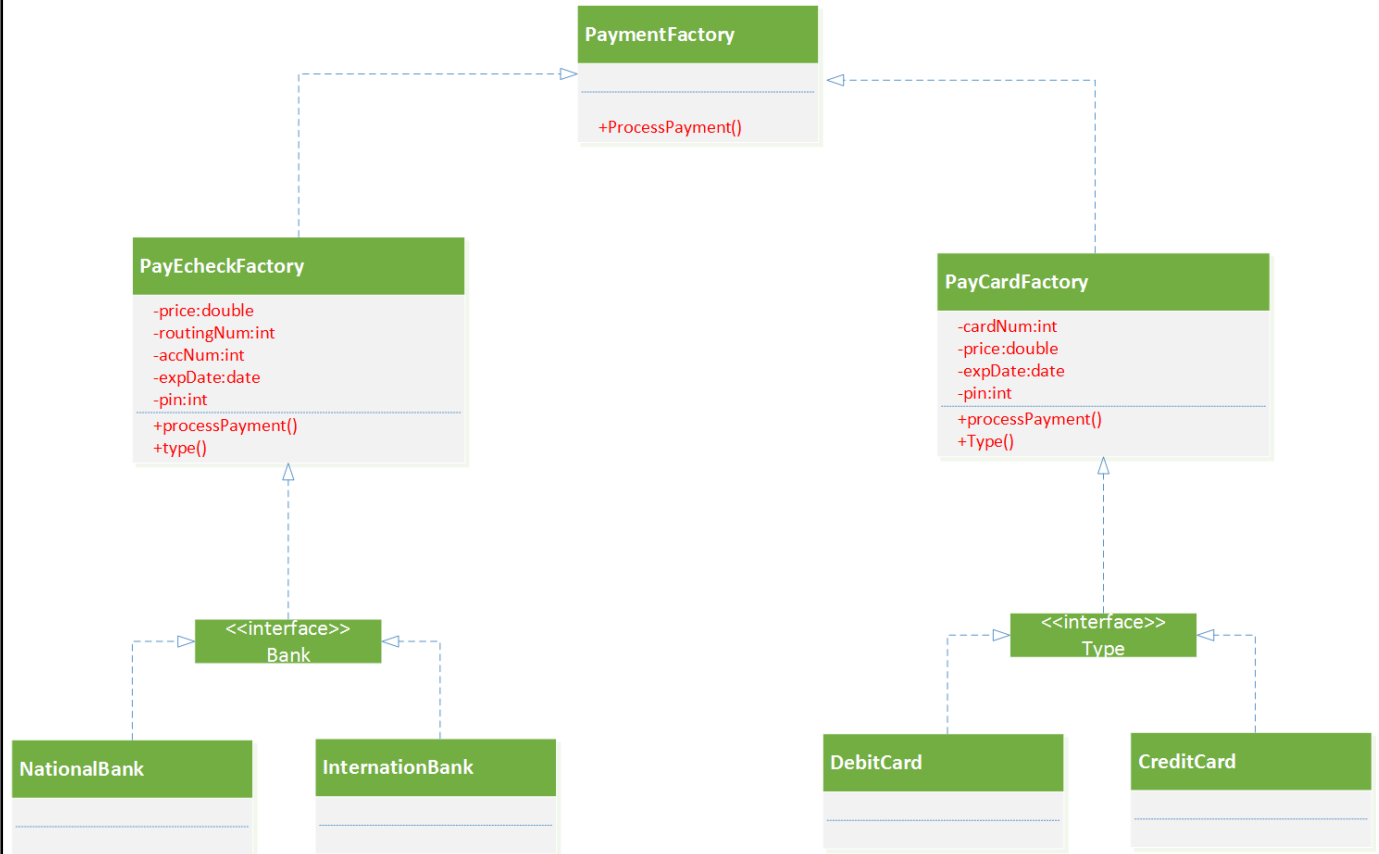 PaymentFactory
+ProcessPayment()
PayEcheckFactory
-price:double
-routingNum:int
-accNum:int
-expDate:date
-pin:int
+processPayment()
+type()
PayCardFactory
-cardNum:int
-price:double
-expDate:date
-pin:int
+processPayment()
+Type()
<<interface>>
Bank
<<interface>>
Type
NationalBank
InternationBank
DebitCard
CreditCard